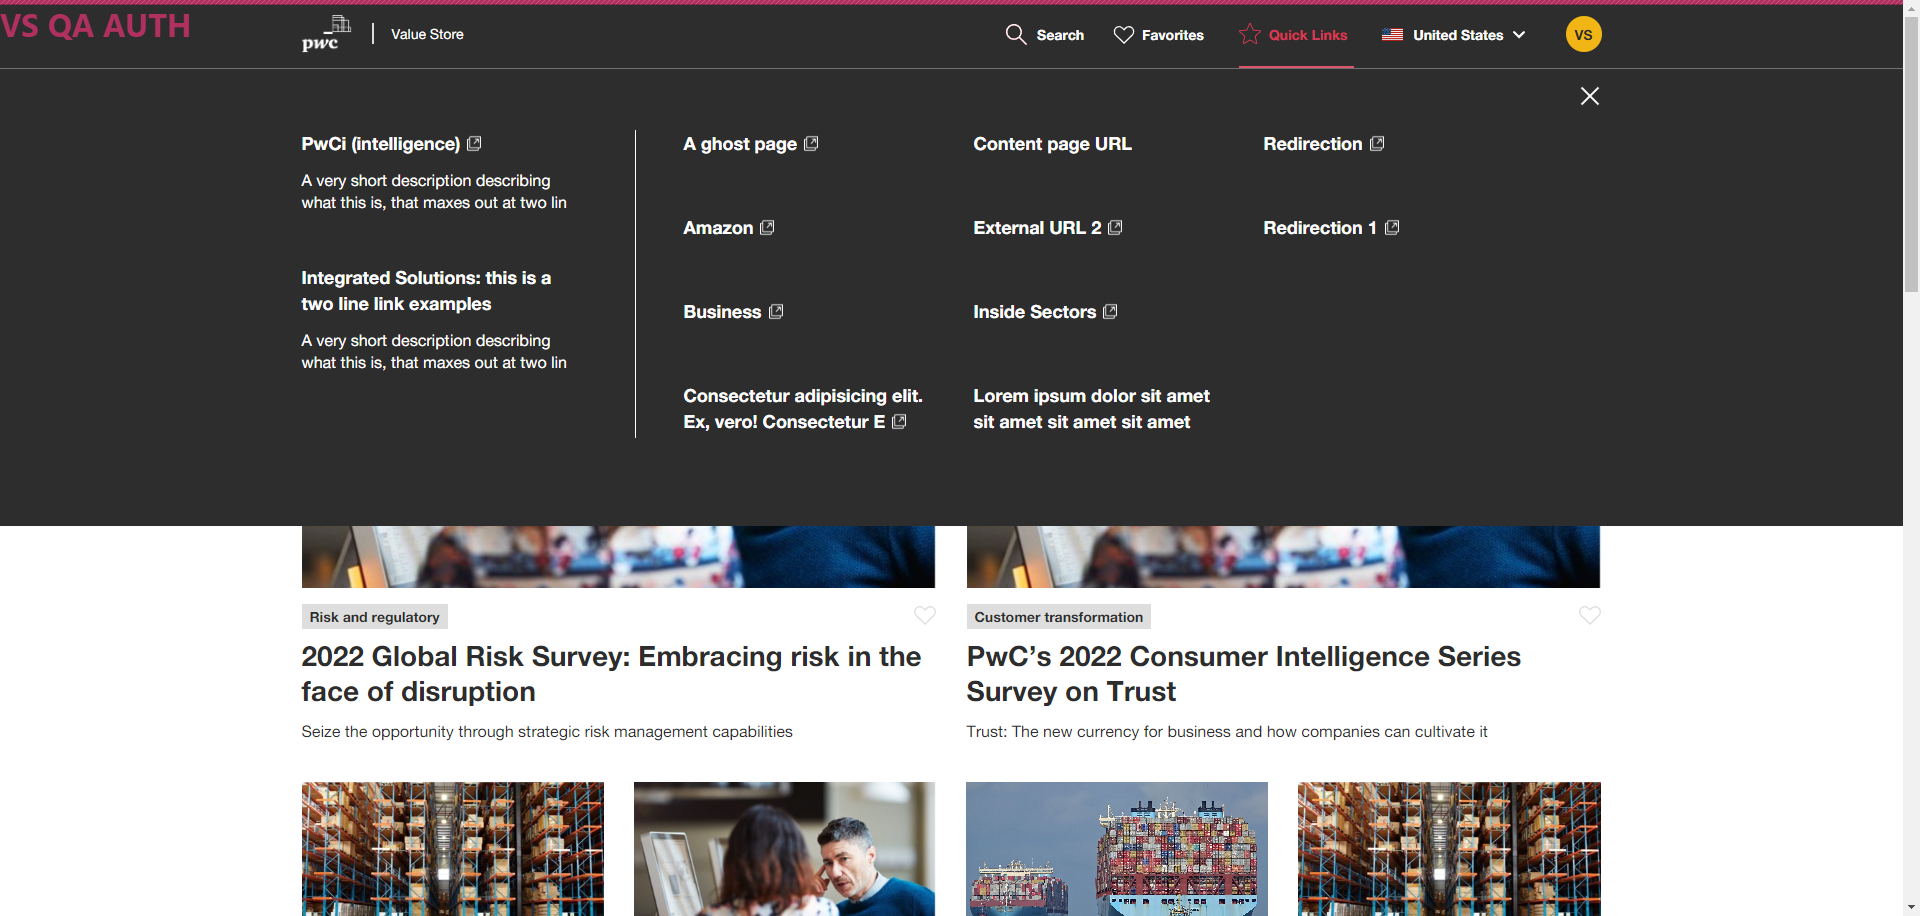 VS QA AUTH
pwc
Value Store
Search
Favorites
Quick Links
United States
VS
PwCi (intelligence)
A very short description describing
what this is, that maxes out at two lin
Integrated Solutions: this is a
two line link examples
A very short description describing
what this is, that maxes out at two lin
A ghost page
Amazon
Business
Consectetur adipisicing elit.
Ex, vero! Consectetur E
Content page URL
External URL 2
Inside Sectors
Lorem ipsum dolor sit amet
sit amet sit amet sit amet
Redirection
Redirection 1
Risk and regulatory
2022 Global Risk Survey: Embracing risk in the
face of disruption
Seize the opportunity through strategic risk management capabilities
Customer transformation
PwC’s 2022 Consumer Intelligence Series
Survey on Trust
Trust: The new currency for business and how companies can cultivate it